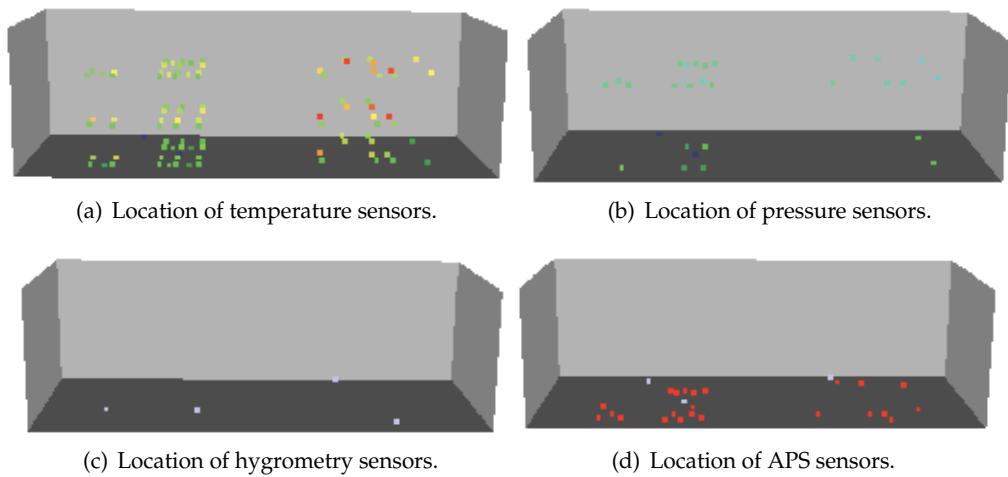 (a) Location of temperature sensors.
(b) Location of pressure sensors.
(c) Location of hygrometry sensors.
(d) Location of APS sensors.